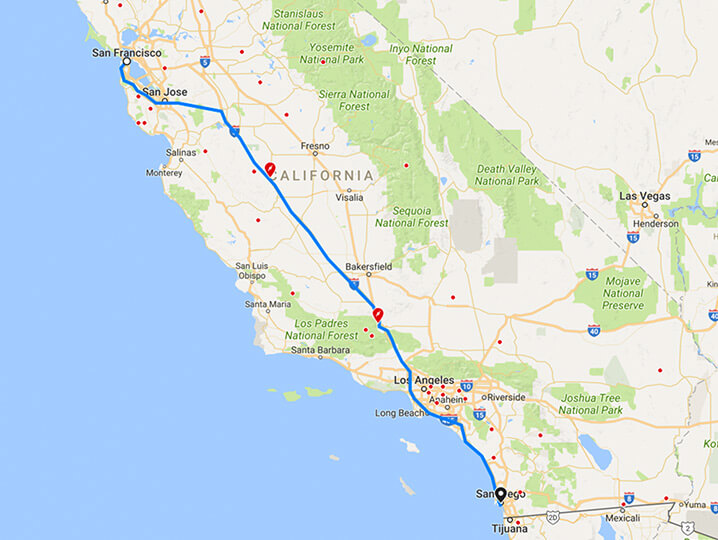 Stanislaus
National Forest
San Francisco
Yosemite
National Park
Inyo National
Forest
5
San Jose
Sierra National
Forest
Fresno
Salinas
Monterey
CALIFORNIA
Visalia
Death Valley
National Park
15
Las Vegas
Henderson
15
Sequoia
National Forest
San Luis
Obispo
Bakersfield
15
Mojave
National
Preserve
Santa Maria
40
40
Los Padres
National Forest
Santa Barbara
Los Angeles
10
Anaheim
Riverside
Joshua Tree
National Park
Long Beach
15
San Diego
8
8
Yuma
2D
Mexicali
2
Tijuana